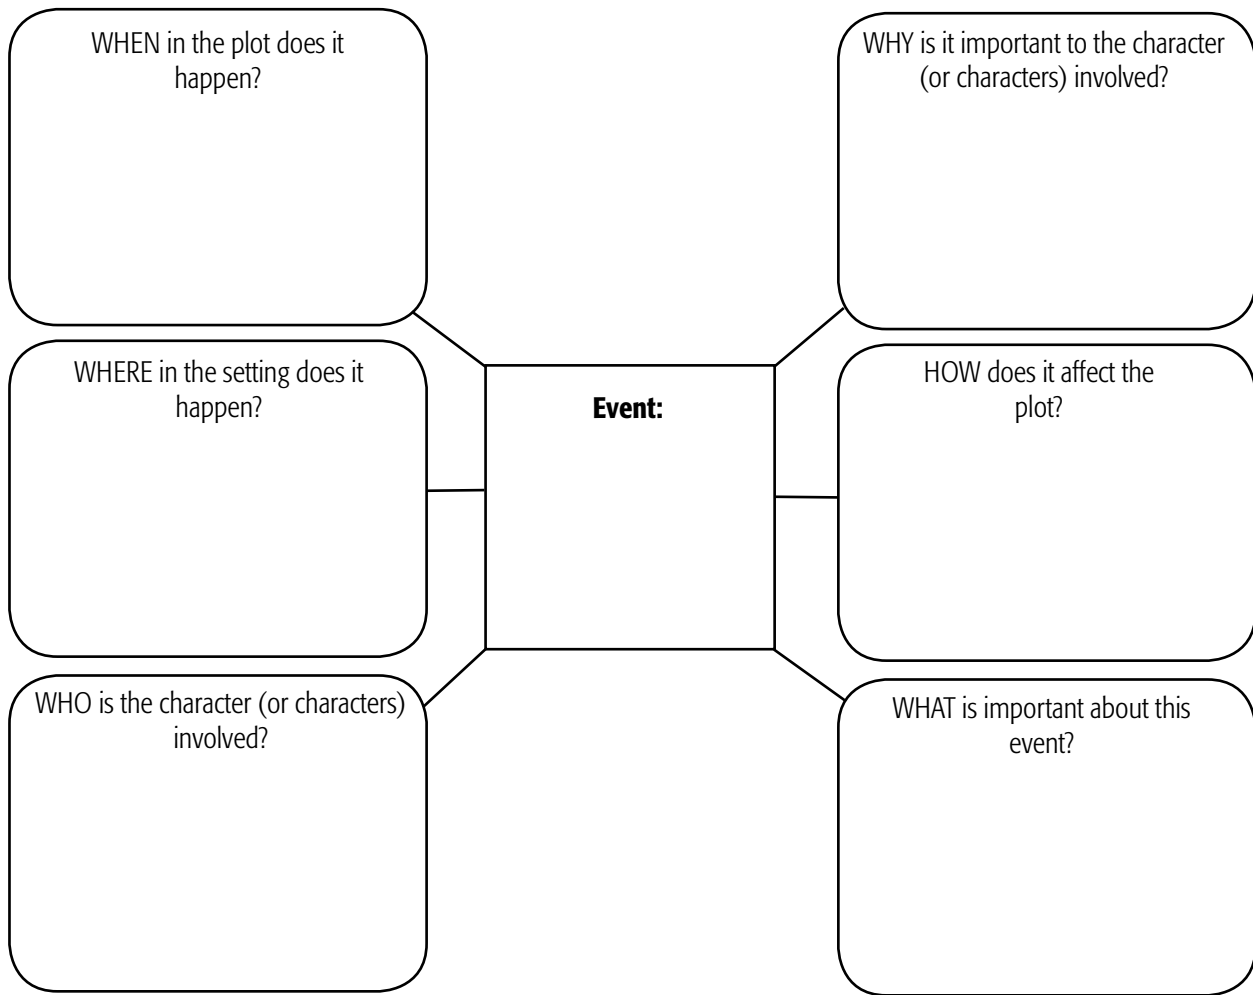 WHEN in the plot does it
happen?
WHERE in the setting does it
happen?
WHO is the character (or characters)
involved?
Event:
WHY is it important to the character
(or characters) involved?
HOW does it affect the
plot?
WHAT is important about this
event?